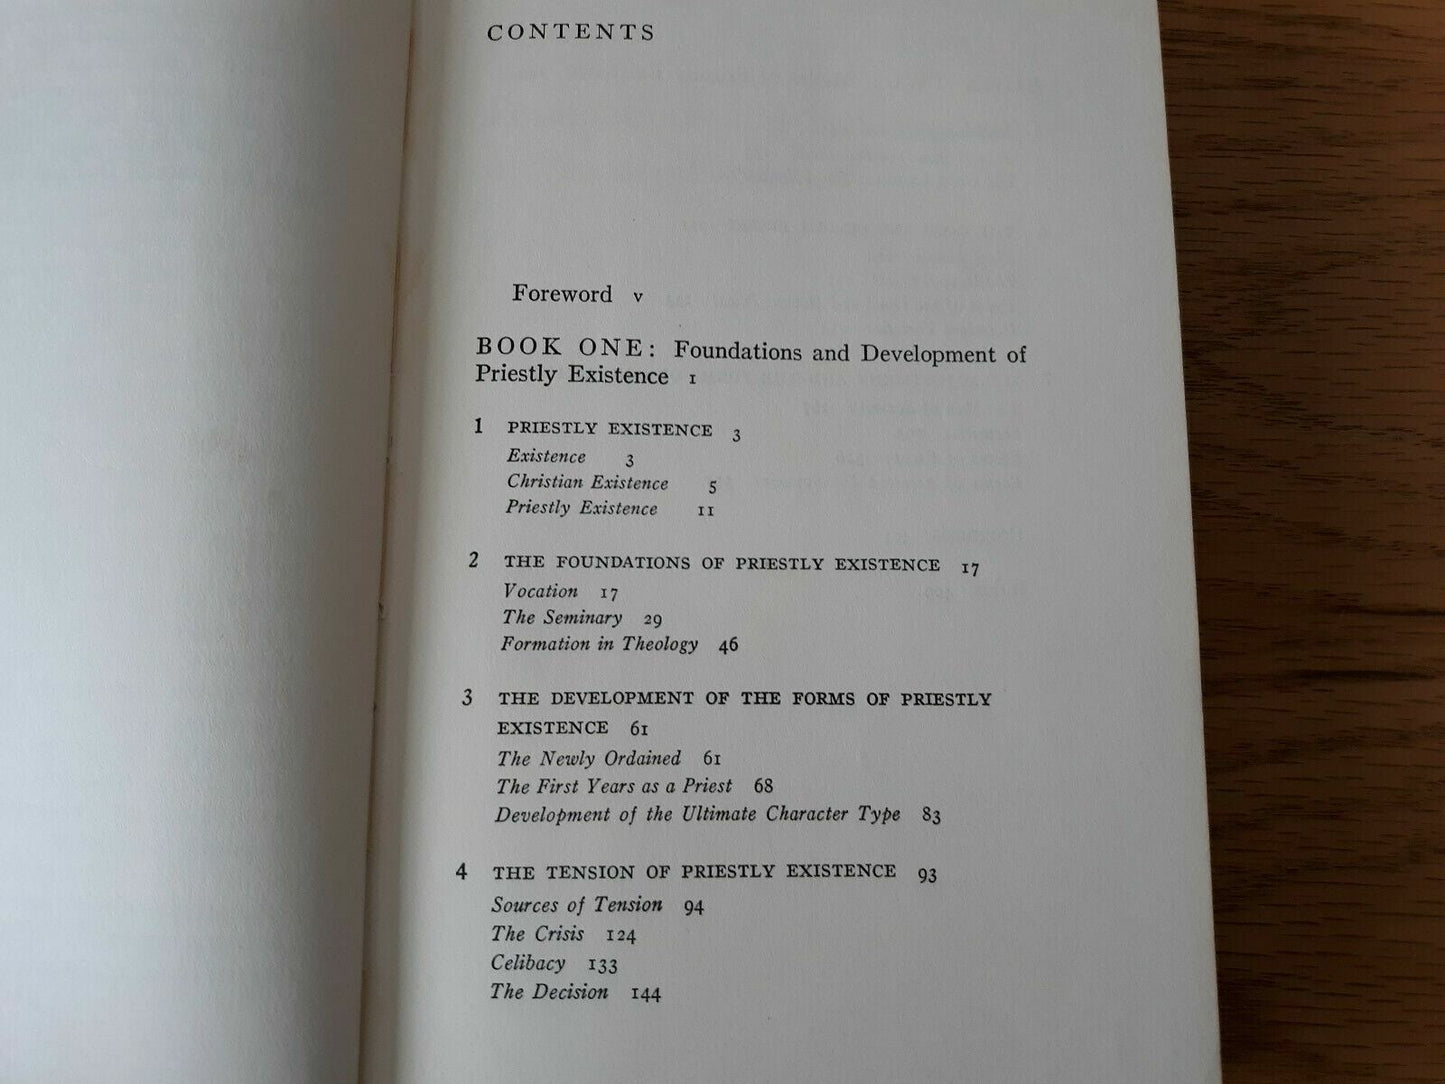 CONTENTS
Foreword v
BOOK ONE: Foundations and Development of
Priestly Existence 1
1 PRIESTLY EXISTENCE 3
Existence 3
Christian Existence 5
Priestly Existence 11
2 THE FOUNDATIONS OF PRIESTLY EXISTENCE 17
Vocation 17
The Seminary 29
Formation in Theology 46
3 THE DEVELOPMENT OF THE FORMS OF PRIESTLY
EXISTENCE 61
The Newly Ordained 61
The First Years as a Priest 68
Development of the Ultimate Character Type 83
4 THE TENSION OF PRIESTLY EXISTENCE 93
Sources of Tension 94
The Crisis 124
Celibacy 133
The Decision 144